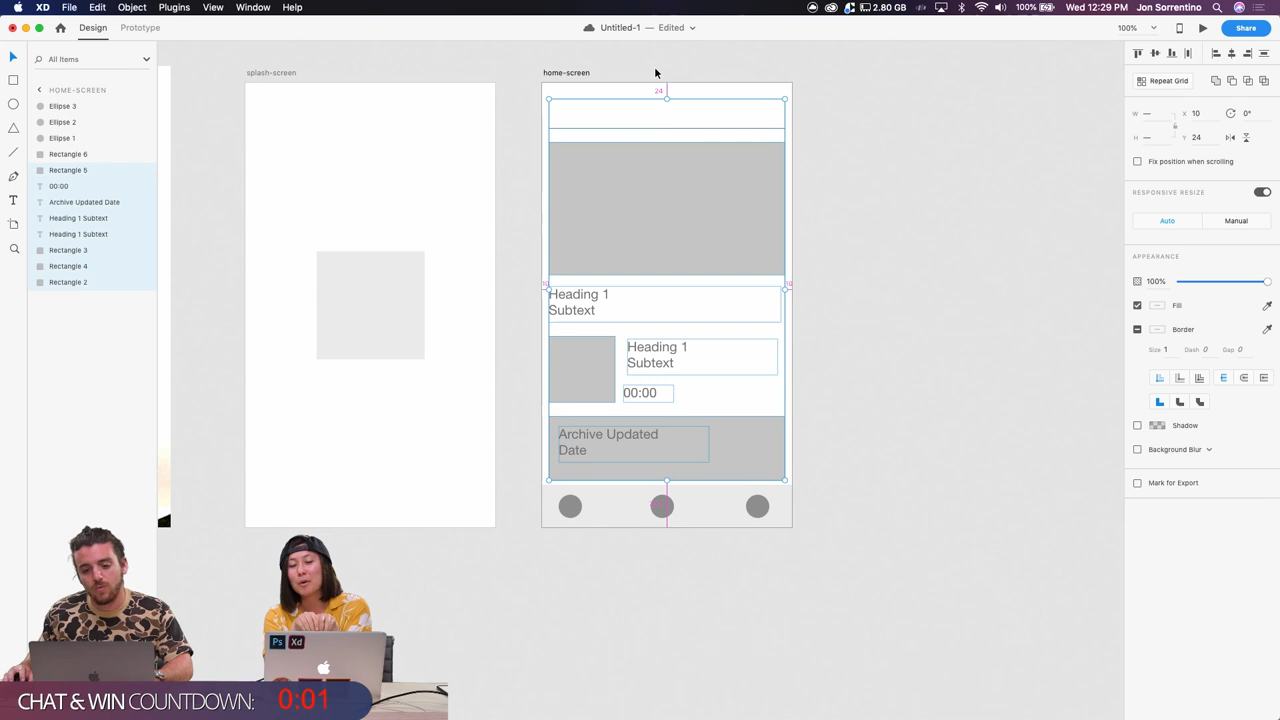 XD File Edit Object Plugins View Window Help
2.80 GB
100%
Wed 12:29 PM Jon Sorrentino
Design Prototype
Untitled-1 — Edited
100%
Share
All Items
HOME-SCREEN
Ellipse 3
Ellipse 2
Ellipse 1
Rectangle 6
Rectangle 5
00:00
Archive Updated Date
Heading 1 Subtext
Heading 1 Subtext
Rectangle 3
Rectangle 4
Rectangle 2
splash-screen
home-screen
24
10
10
Heading 1
Subtext
Heading 1
Subtext
00:00
Archive Updated
Date
Repeat Grid
W — X 10 0°
H — Y 24
Fix position when scrolling
RESPONSIVE RESIZE
Auto Manual
APPEARANCE
100%
Fill
Border
Size 1 Dash 0 Gap 0
Shadow
Background Blur
Mark for Export
Ps Xd
CHAT & WIN COUNTDOWN: 0:01